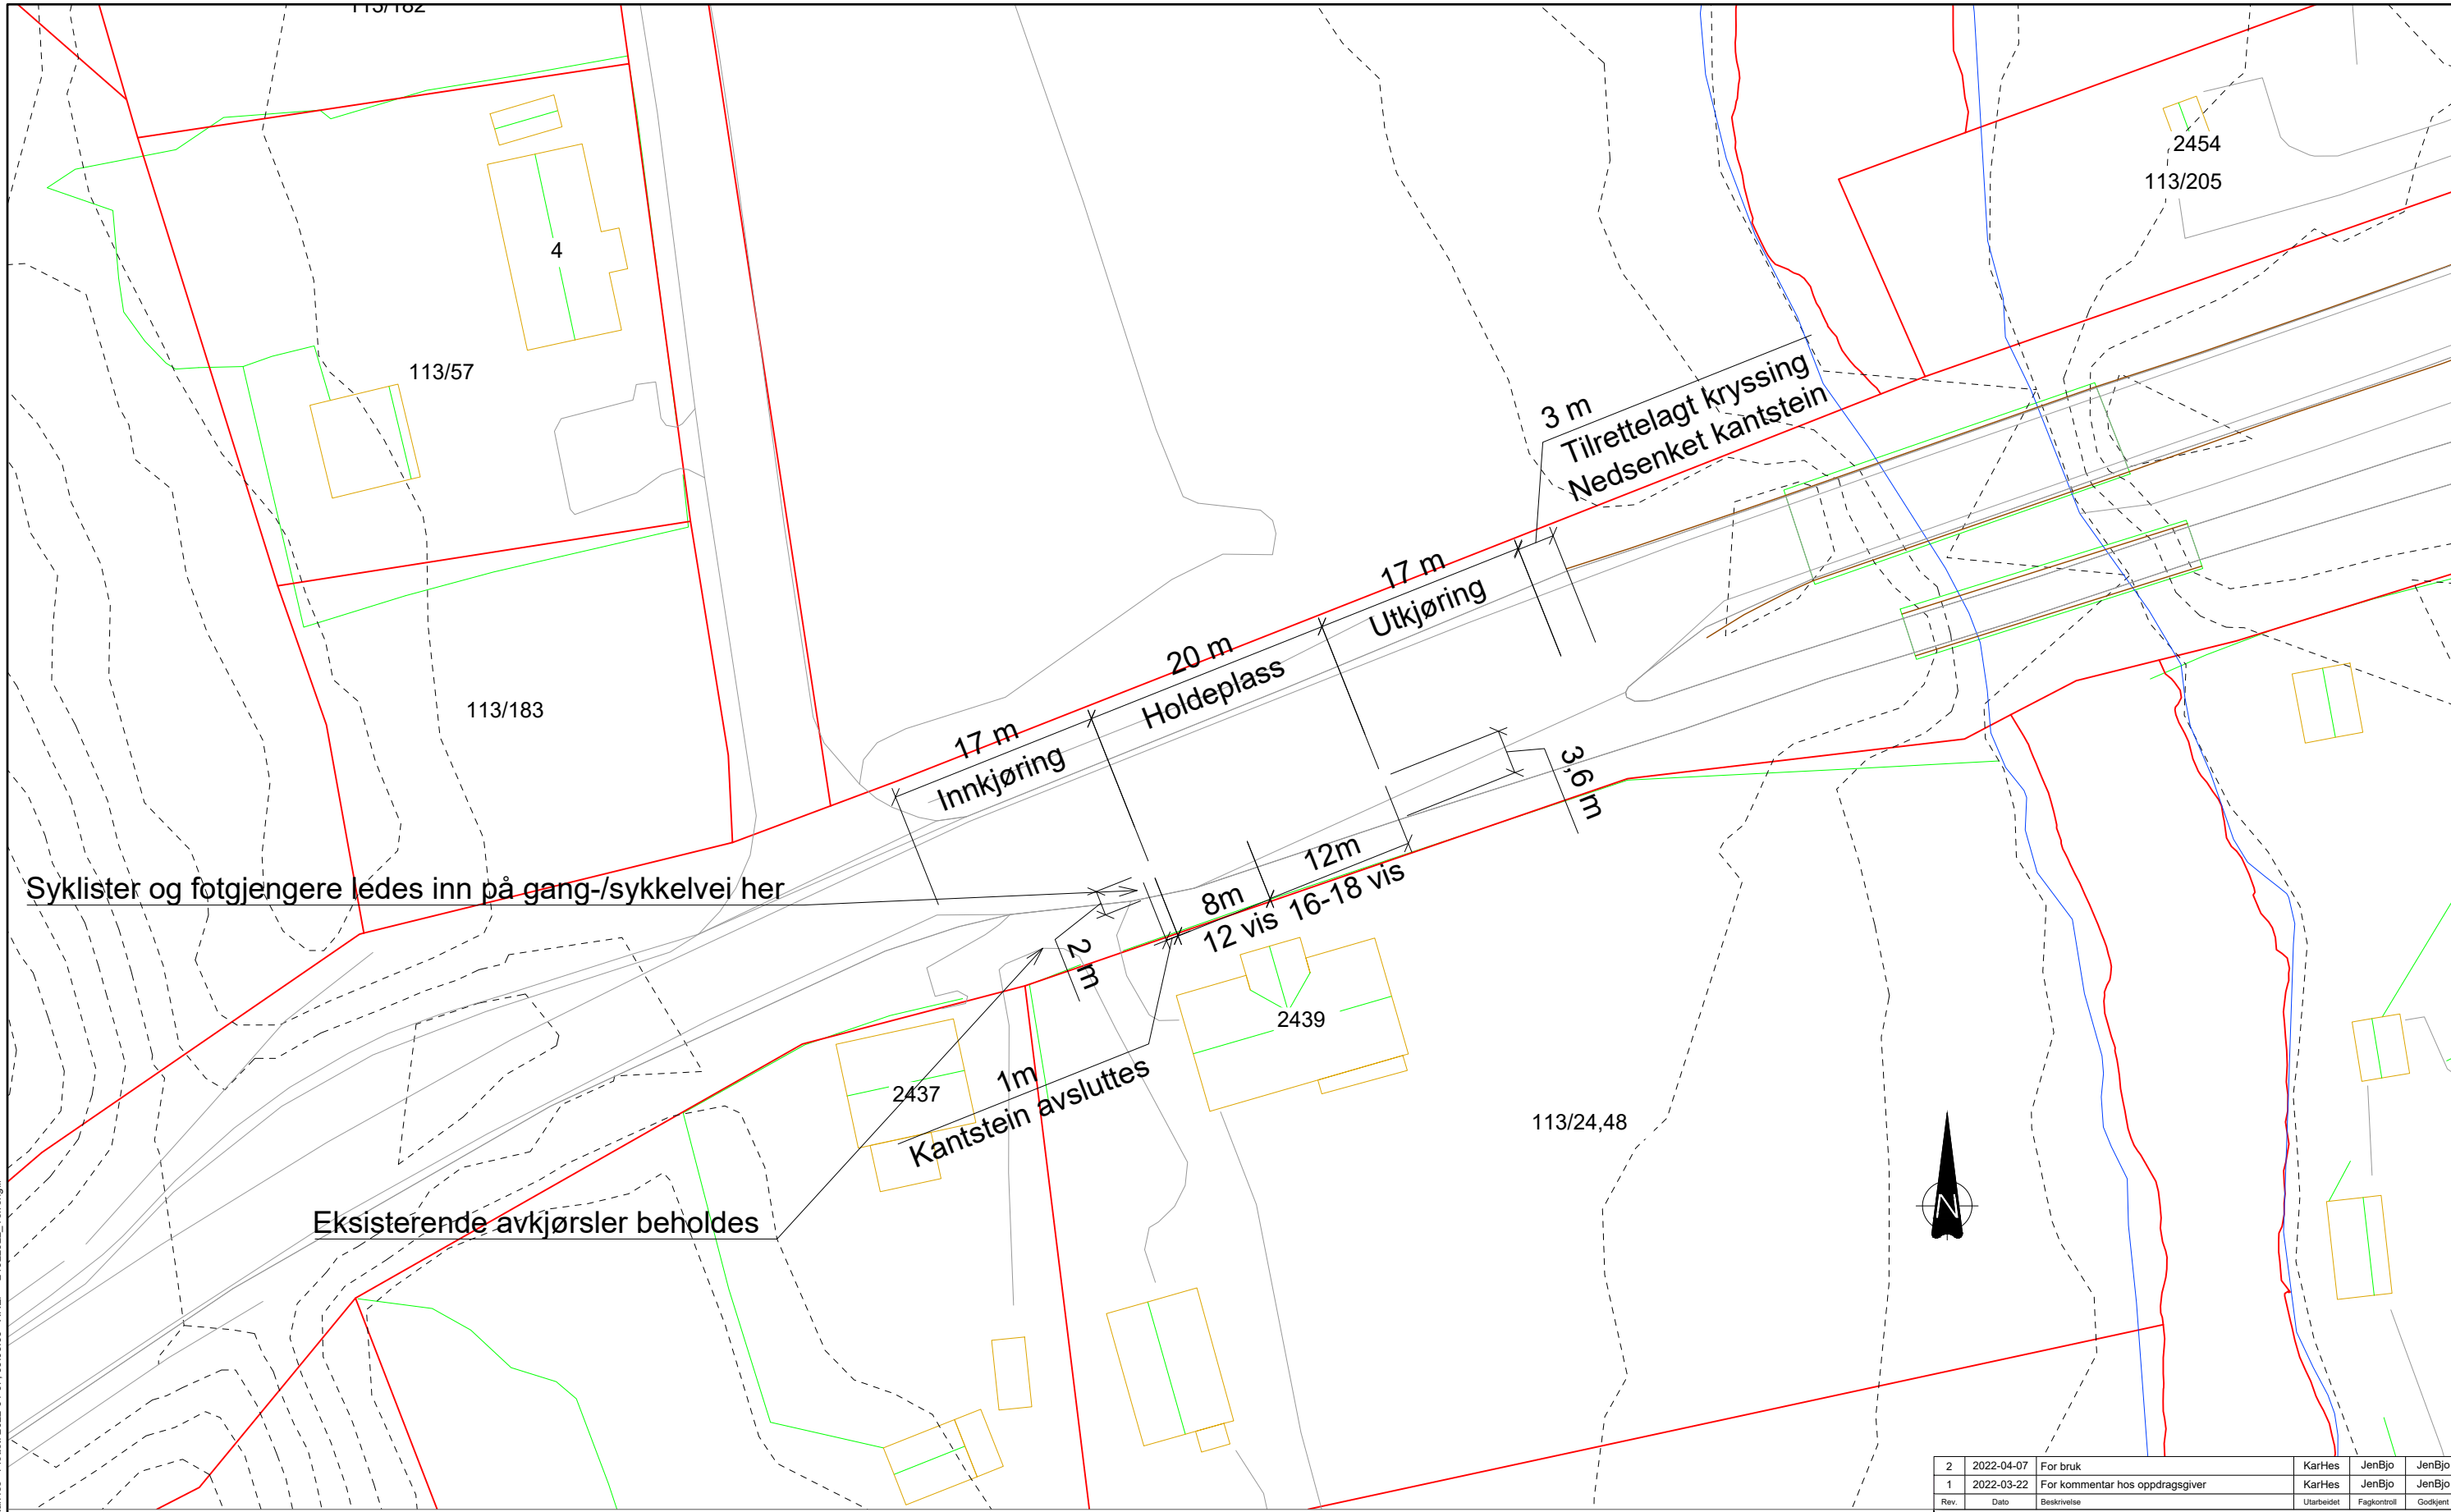 2454
113/205
4
113/57
3 m
Tilrettelagt kryssing
Nedsenket kantstein
17 m
Utkjøring
20 m
Holdeplass
113/183
17 m
Innkjøring
3,6 m
12m
16-18 vis
8m
12 vis
Syklister og fotgjengere ledes inn på gang-/sykkelvei her
2 m
2439
2437
1m
Kantstein avsluttes
113/24,48
Eksisterende avkjørsler beholdes
N
2 2022-04-07 For bruk KarHes JenBjo JenBjo
1 2022-03-22 For kommentar hos oppdragsgiver KarHes JenBjo JenBjo
Rev. Dato Beskrivelse Utarbeidet Fagkontroll Godkjent